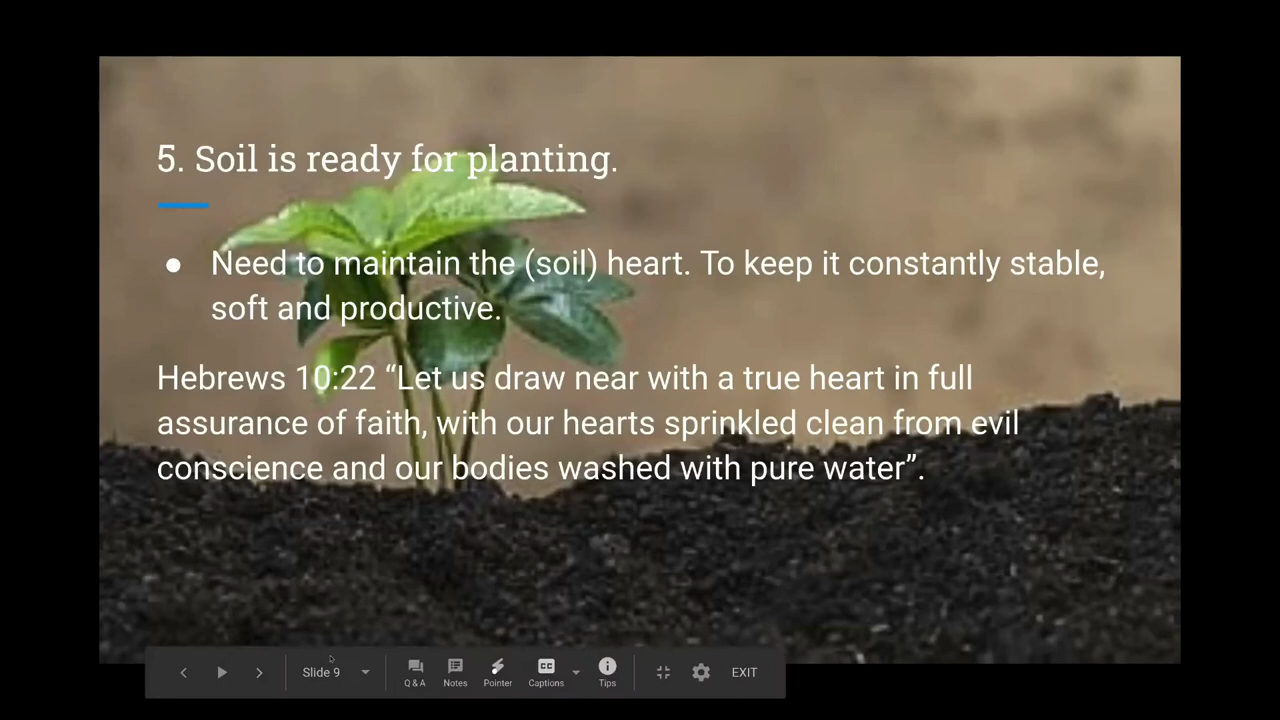 5. Soil is ready for planting.
● Need to maintain the (soil) heart. To keep it constantly stable,
soft and productive.
Hebrews 10:22 “Let us draw near with a true heart in full
assurance of faith, with our hearts sprinkled clean from evil
conscience and our bodies washed with pure water”.
Slide 9 Q & A Notes Pointer CC Captions Tips EXIT